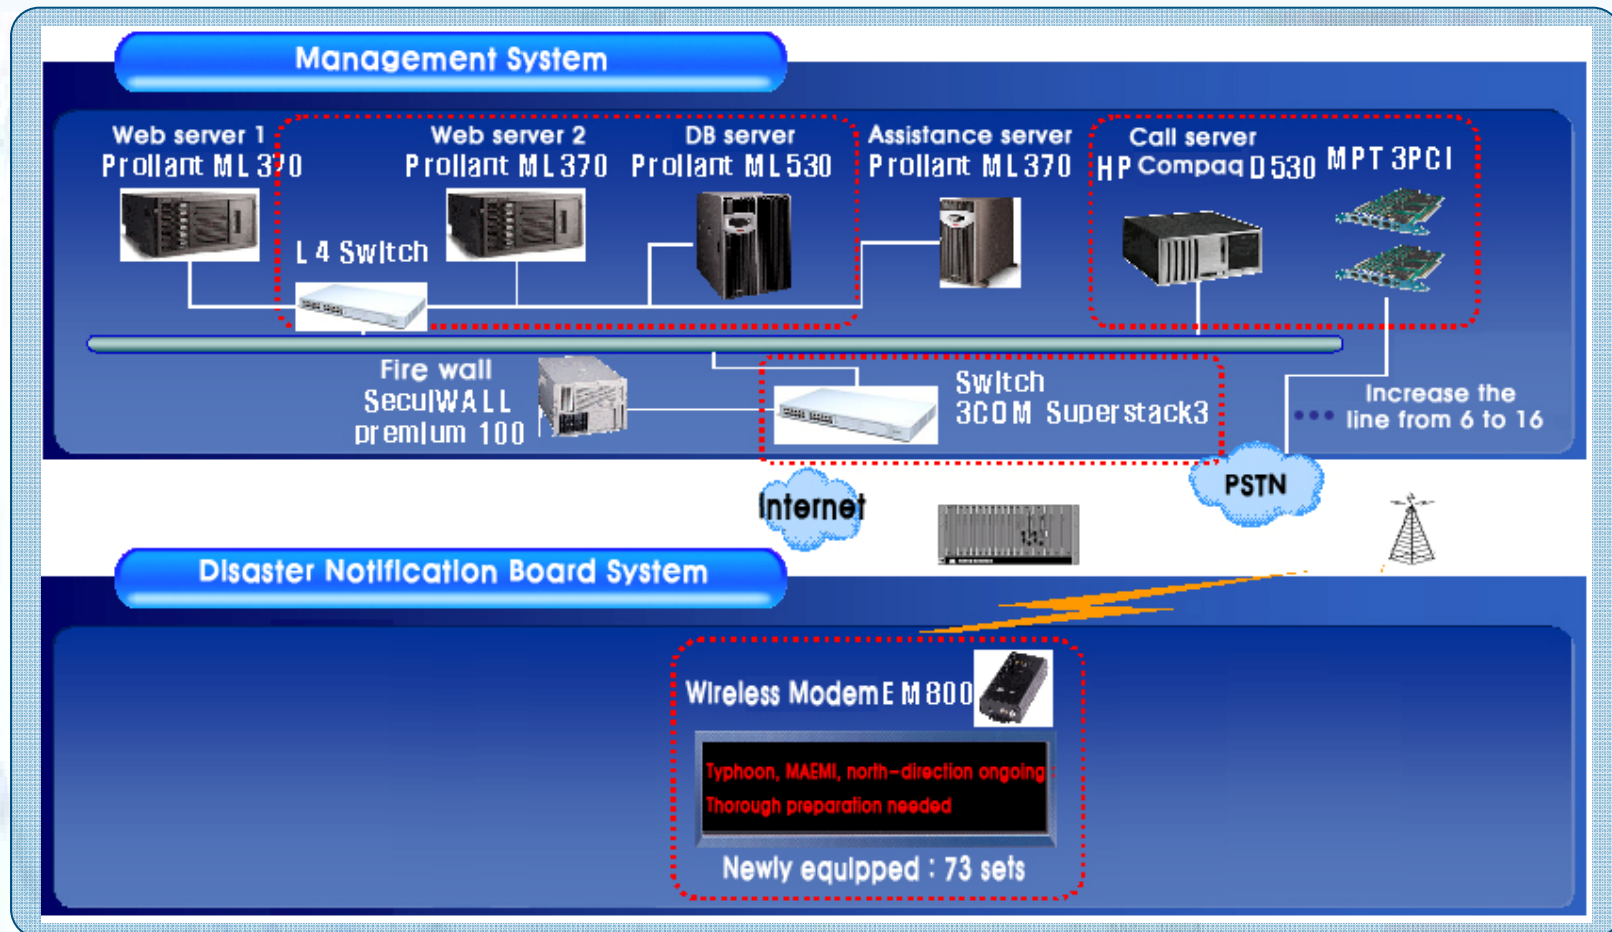 Management System
Web server 1
Prollant ML370
Web server 2
Prollant ML370
DB server
Prollant ML530
Assistance server
Prollant ML370
Call server
HP Compaq D530
MPT 3PCI
L4 Switch
Fire wall
SeculWALL
premium 100
Switch
3COM Superstack3
Increase the
line from 6 to 16
Internet
PSTN
Disaster Notification Board System
Wireless Modem EM800
Typhoon, MAEMI, north-direction ongoing :
Thorough preparation needed
Newly equipped : 73 sets